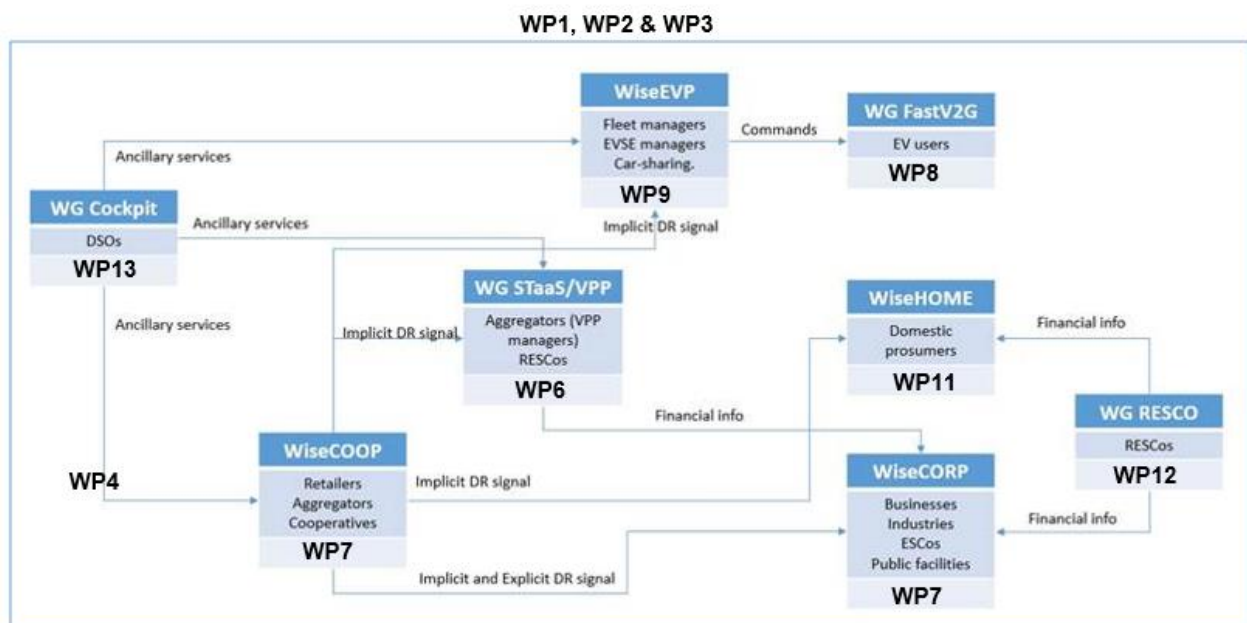 WP1, WP2 & WP3
WiseEVP
Fleet managers
EVSE managers
Car-sharing.
WP9
Commands
WG FastV2G
EV users
WP8
Ancillary services
WG Cockpit
DSOs
WP13
Ancillary services
Implicit DR signal
Ancillary services
WG STaaS/VPP
Aggregators (VPP
managers)
RESCos
WP6
Implicit DR signal
WiseHOME
Domestic
prosumers
WP11
Financial info
Financial info
WG RESCO
RESCos
WP12
WiseCOOP
Retailers
Aggregators
Cooperatives
WP7
WP4
Implicit DR signal
WiseCORP
Businesses
Industries
ESCos
Public facilities
WP7
Financial info
Implicit and Explicit DR signal